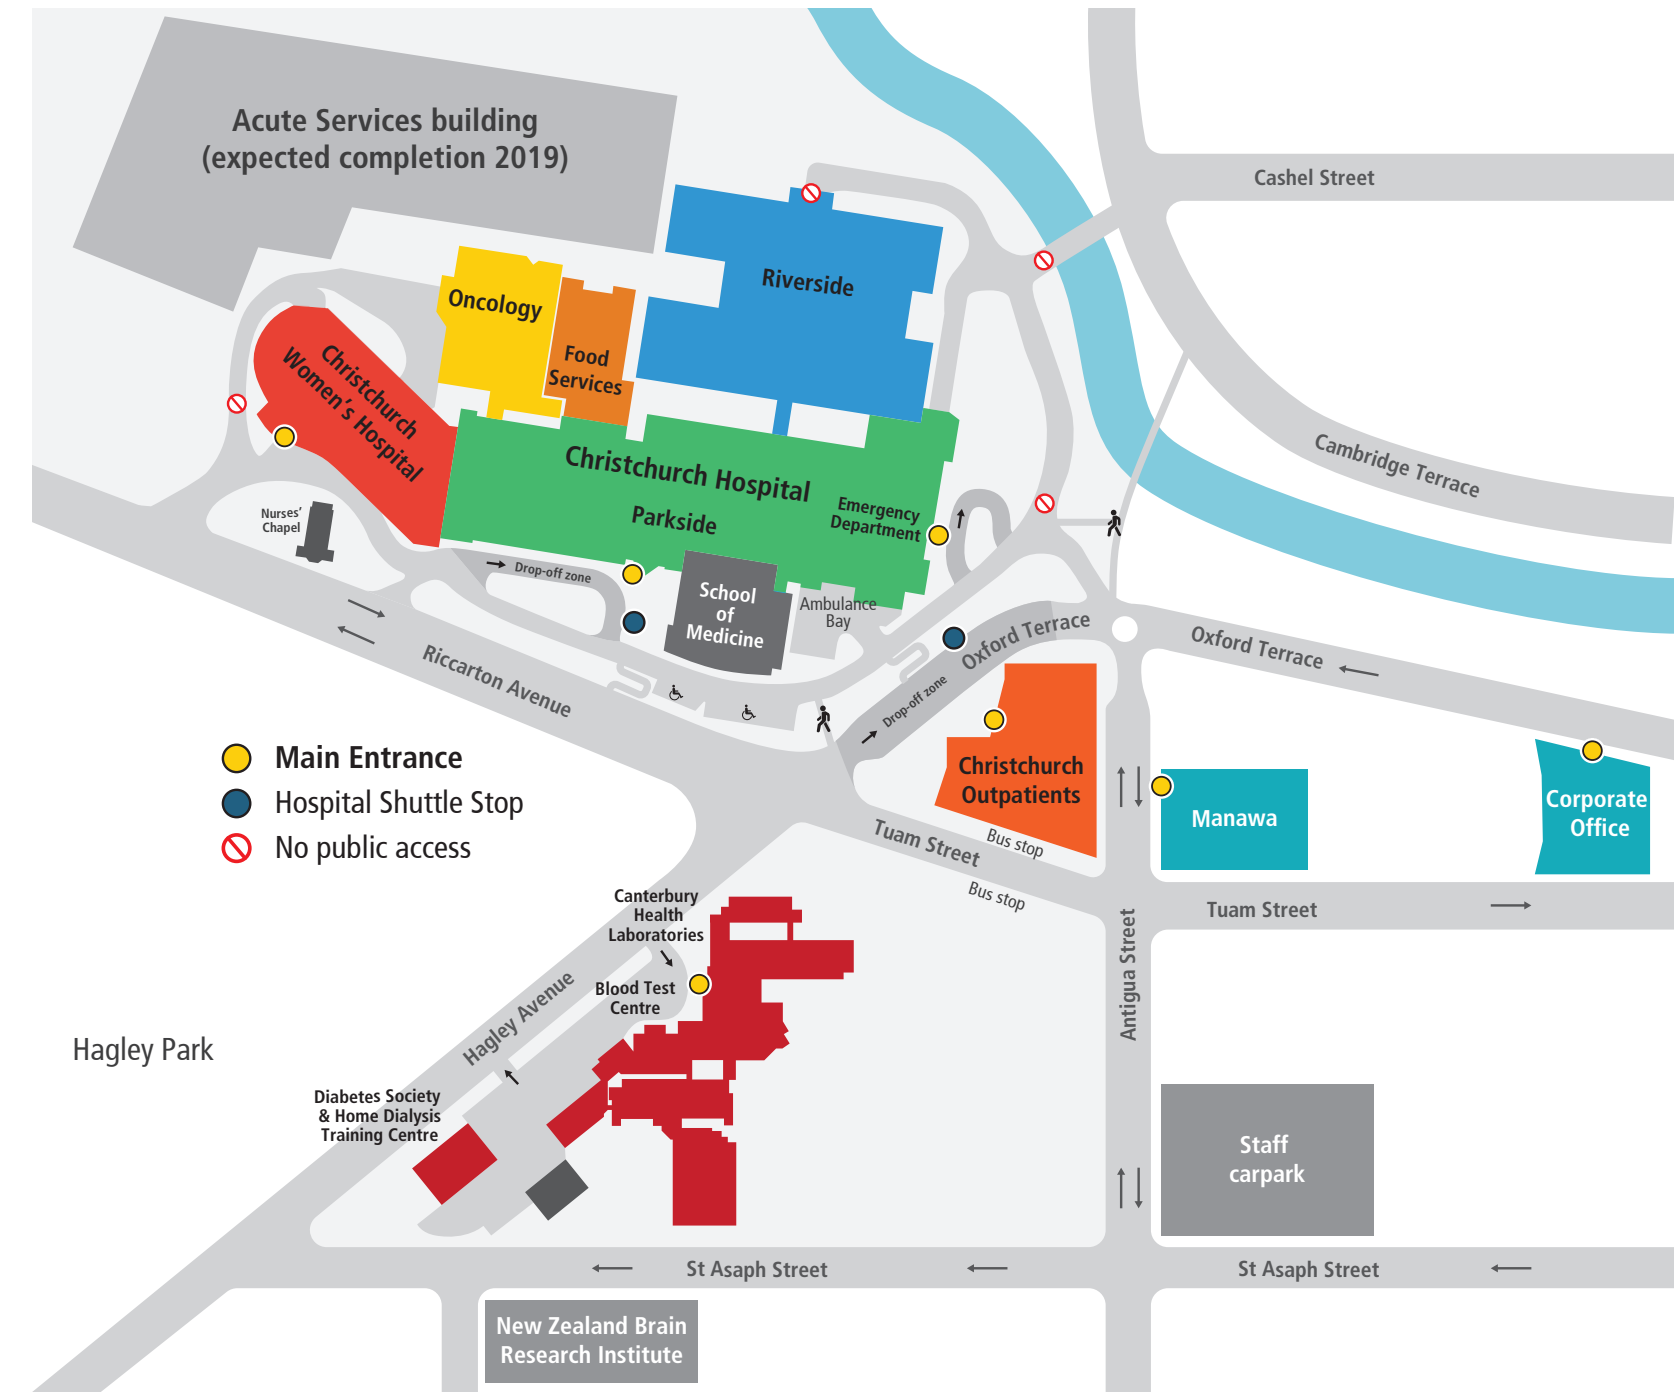 Acute Services building
(expected completion 2019)
Cashel Street
Riverside
Oncology
Food
Services
Christchurch
Women's Hospital
Christchurch Hospital
Parkside
Emergency
Department
Cambridge Terrace
Nurses'
Chapel
Drop-off zone
School
of
Medicine
Ambulance
Bay
Oxford Terrace
Oxford Terrace
Riccarton Avenue
Drop-off zone
Main Entrance
Hospital Shuttle Stop
No public access
Christchurch
Outpatients
Manawa
Corporate
Office
Bus stop
Tuam Street
Bus stop
Tuam Street
Canterbury
Health
Laboratories
Blood Test
Centre
Antigua Street
Hagley Avenue
Hagley Park
Diabetes Society
& Home Dialysis
Training Centre
Staff
carpark
St Asaph Street
St Asaph Street
New Zealand Brain
Research Institute